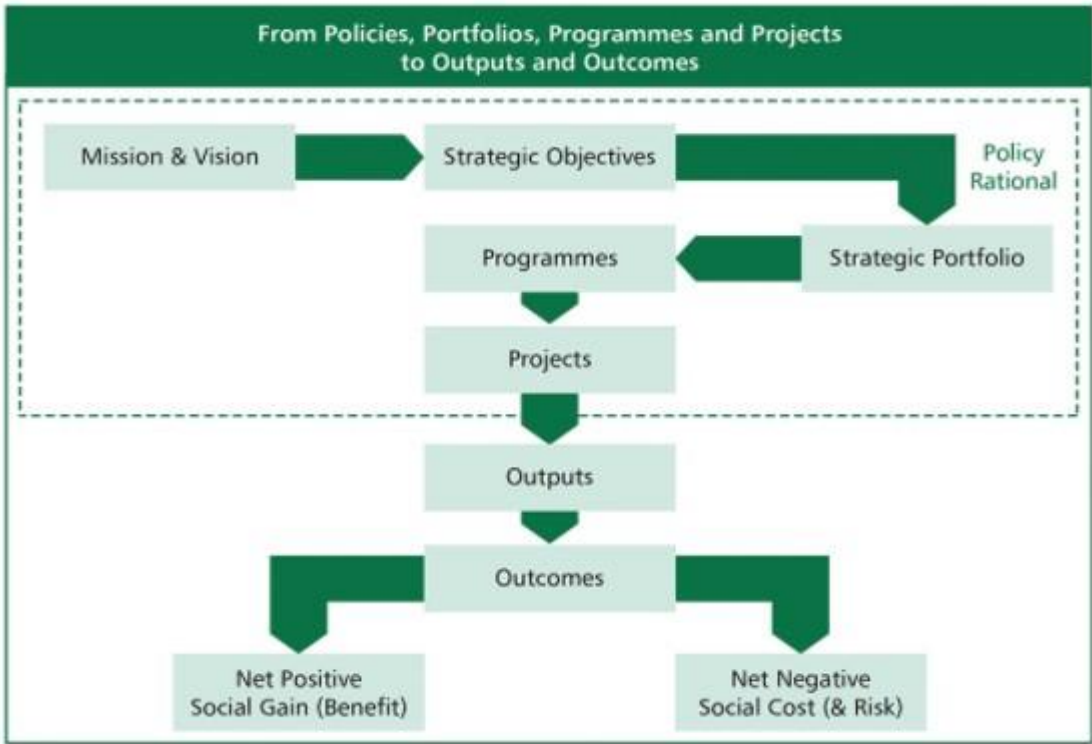 From Policies, Portfolios, Programmes and Projects
to Outputs and Outcomes
Mission & Vision
Strategic Objectives
Policy
Rational
Programmes
Strategic Portfolio
Projects
Outputs
Outcomes
Net Positive
Social Gain (Benefit)
Net Negative
Social Cost (& Risk)